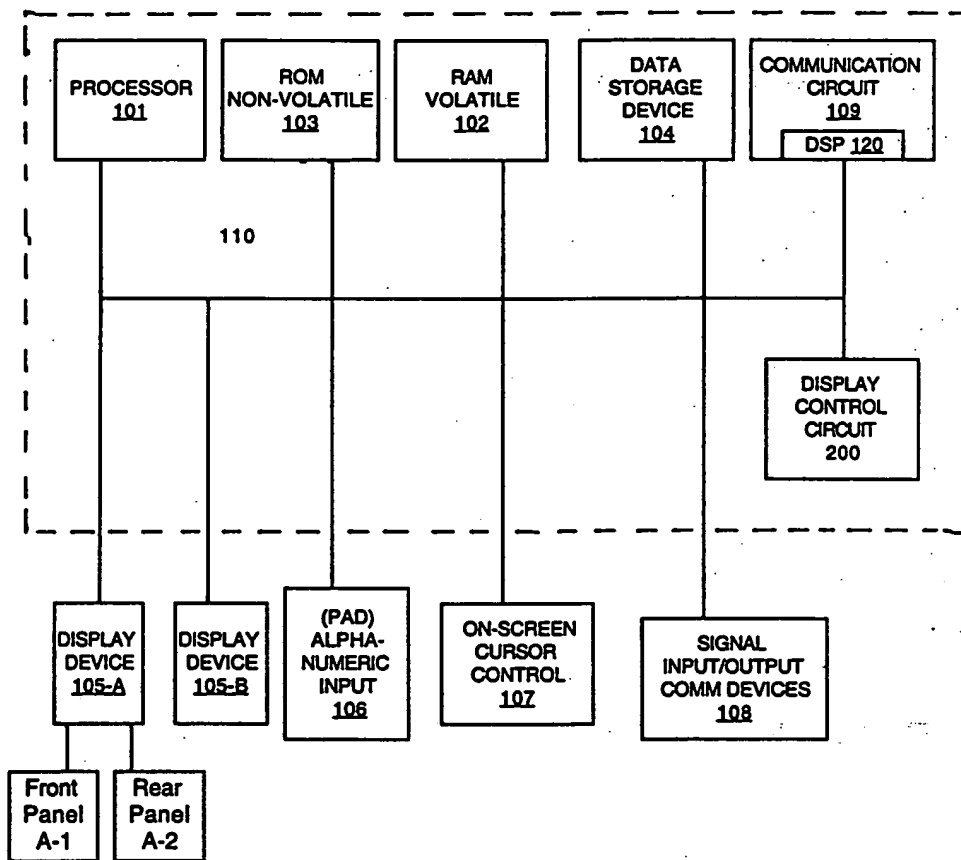 PROCESSOR
101
ROM
NON-VOLATILE
103
RAM
VOLATILE
102
DATA
STORAGE
DEVICE
104
COMMUNICATION
CIRCUIT
109
DSP 120
110
DISPLAY
CONTROL
CIRCUIT
200
DISPLAY
DEVICE
105-A
DISPLAY
DEVICE
105-B
(PAD)
ALPHA-
NUMERIC
INPUT
106
ON-SCREEN
CURSOR
CONTROL
107
SIGNAL
INPUT/OUTPUT
COMM DEVICES
108
Front
Panel
A-1
Rear
Panel
A-2